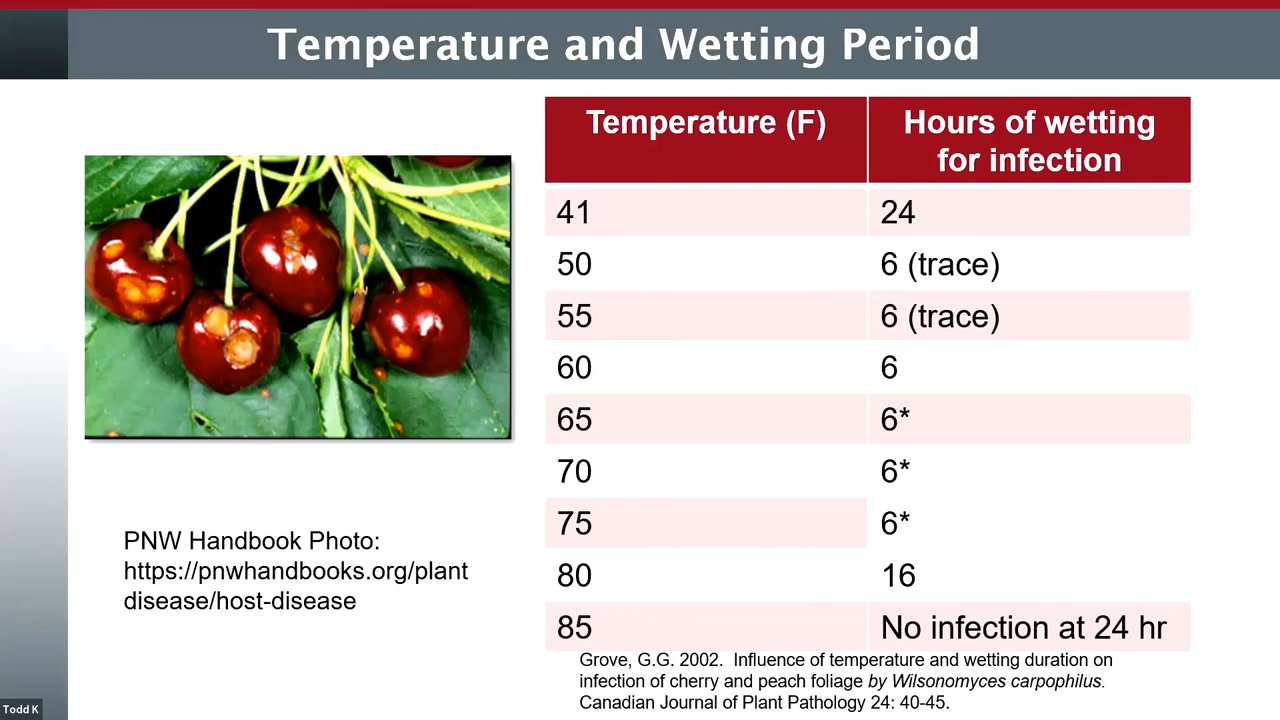 Temperature and Wetting Period
Temperature (F)
Hours of wetting
for infection
41
24
50
6 (trace)
55
6 (trace)
60
6
65
6*
70
6*
75
6*
80
16
85
No infection at 24 hr
PNW Handbook Photo:
https://pnwhandbooks.org/plant
disease/host-disease
Grove, G.G. 2002. Influence of temperature and wetting duration on
infection of cherry and peach foliage by Wilsonomyces carpophilus.
Canadian Journal of Plant Pathology 24: 40-45.
Todd K